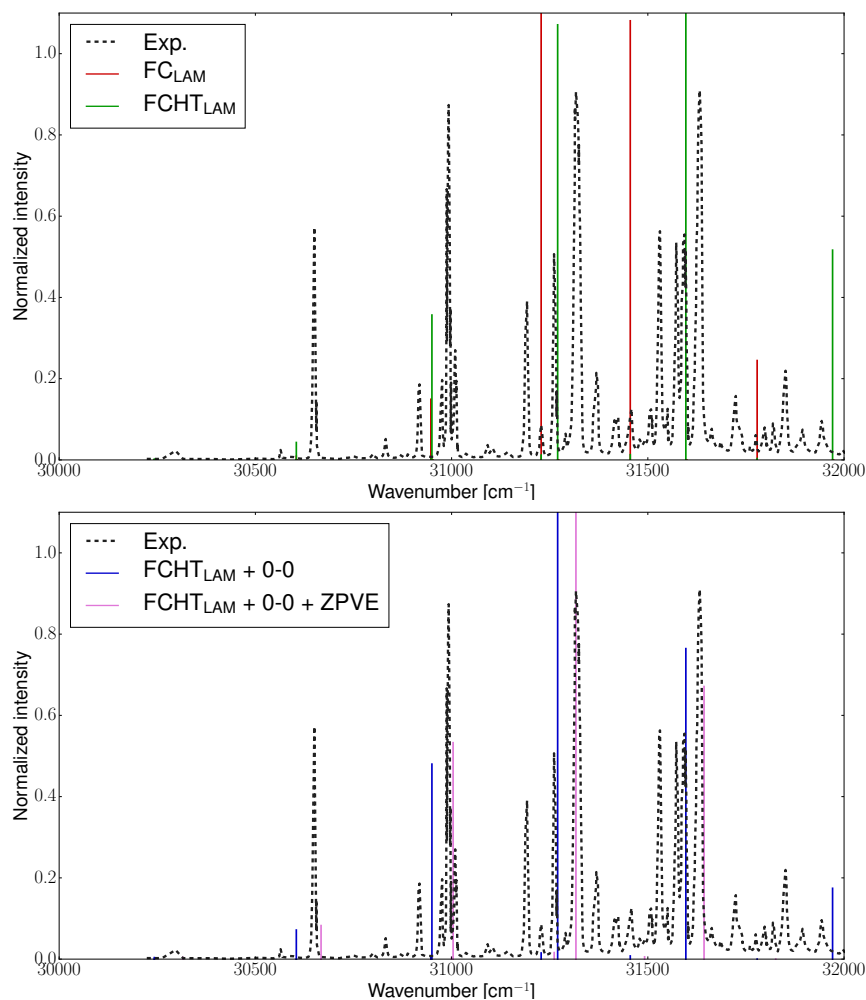 Exp.
FC_LAM
FCHT_LAM
Normalized intensity
1.0
0.8
0.6
0.4
0.2
0.0
30000 30500 31000 31500 32000
Wavenumber [cm⁻¹]
Exp.
FCHT_LAM + 0-0
FCHT_LAM + 0-0 + ZPVE
Normalized intensity
1.0
0.8
0.6
0.4
0.2
0.0
30000 30500 31000 31500 32000
Wavenumber [cm⁻¹]